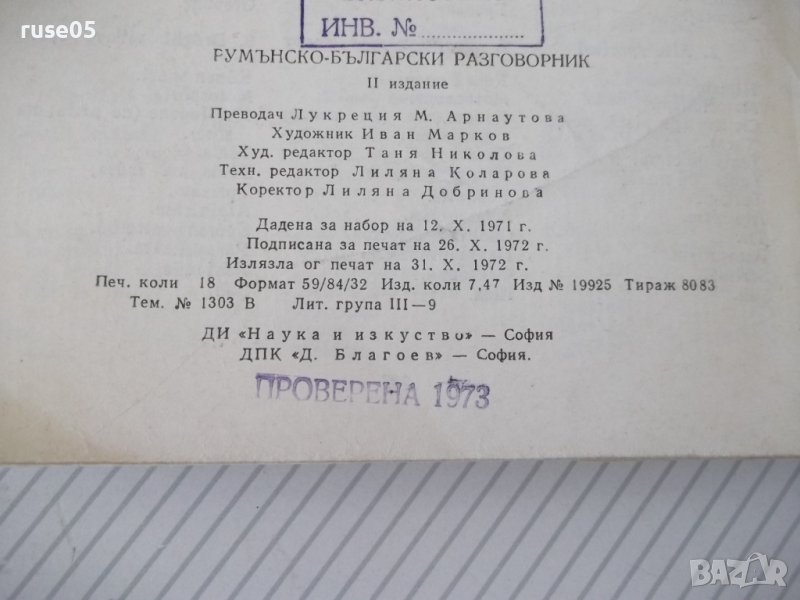 ruse05
ИНВ. №
РУМЪНСКО-БЪЛГАРСКИ РАЗГОВОРНИК
II издание
Преводач Лукреция М. Арнаутова
Художник Иван Марков
Худ. редактор Таня Николова
Техн. редактор Лиляна Коларова
Коректор Лиляна Добринова
Дадена за набор на 12. X. 1971 г.
Подписана за печат на 26. X. 1972 г.
Излязла от печат на 31. X. 1972 г.
Печ. коли 18 Формат 59/84/32 Изд. коли 7,47 Изд № 19925 Тираж 8083
Тем. № 1303 В Лит. група III—9
ДИ «Наука и изкуство» — София
ДПК «Д. Благоев» — София.
ПРОВЕРЕНА 1973
BAZAR
.bg